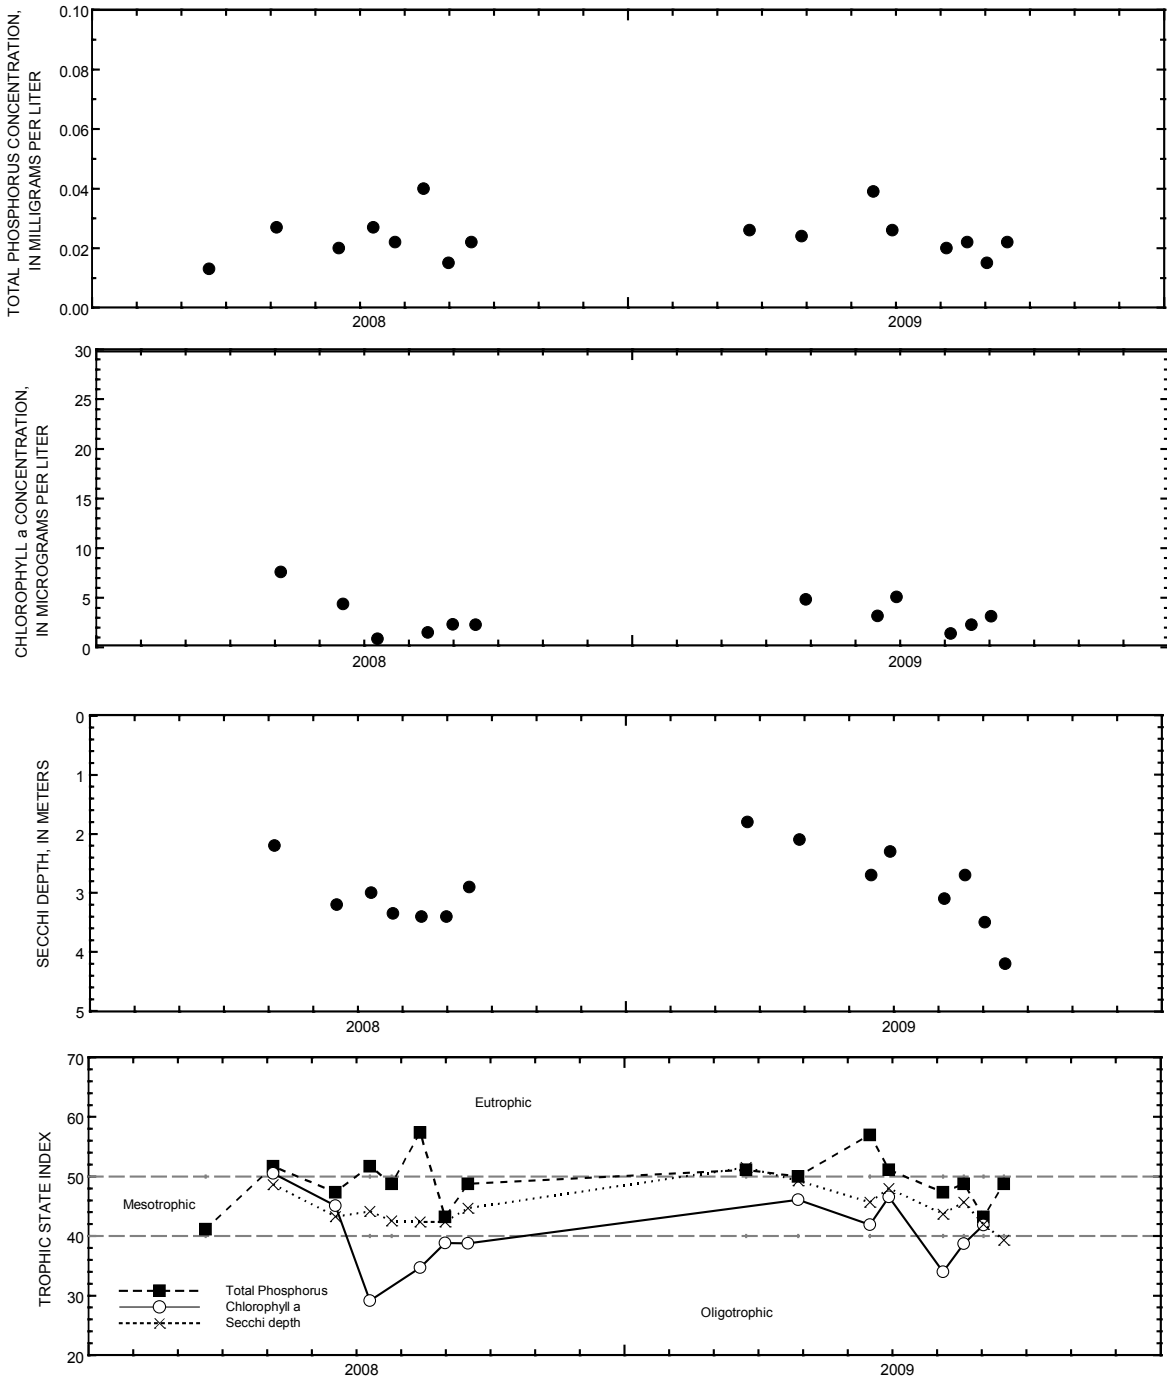 TOTAL PHOSPHORUS CONCENTRATION,
IN MILLIGRAMS PER LITER
0.10
0.08
0.06
0.04
0.02
0.00
2008
2009
CHLOROPHYLL a CONCENTRATION,
IN MICROGRAMS PER LITER
30
25
20
15
10
5
0
2008
2009
SECCHI DEPTH, IN METERS
0
1
2
3
4
5
2008
2009
TROPHIC STATE INDEX
70
60
50
40
30
20
Eutrophic
Mesotrophic
Oligotrophic
Total Phosphorus
Chlorophyll a
Secchi depth
2008
2009